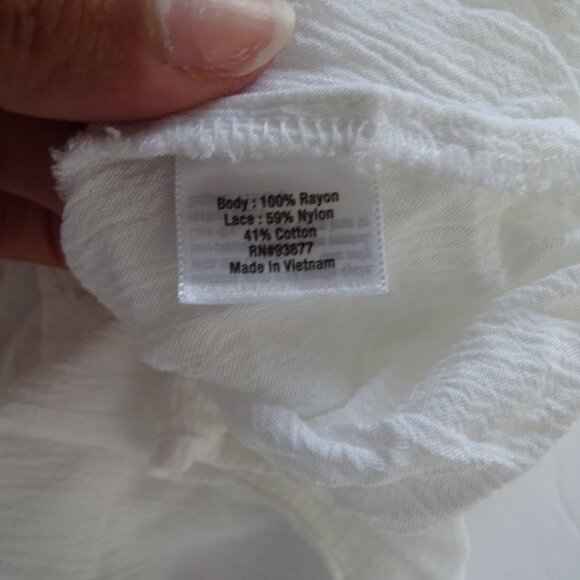 Body : 100% Rayon
Lace : 59% Nylon
41% Cotton
RN#93677
Made in Vietnam